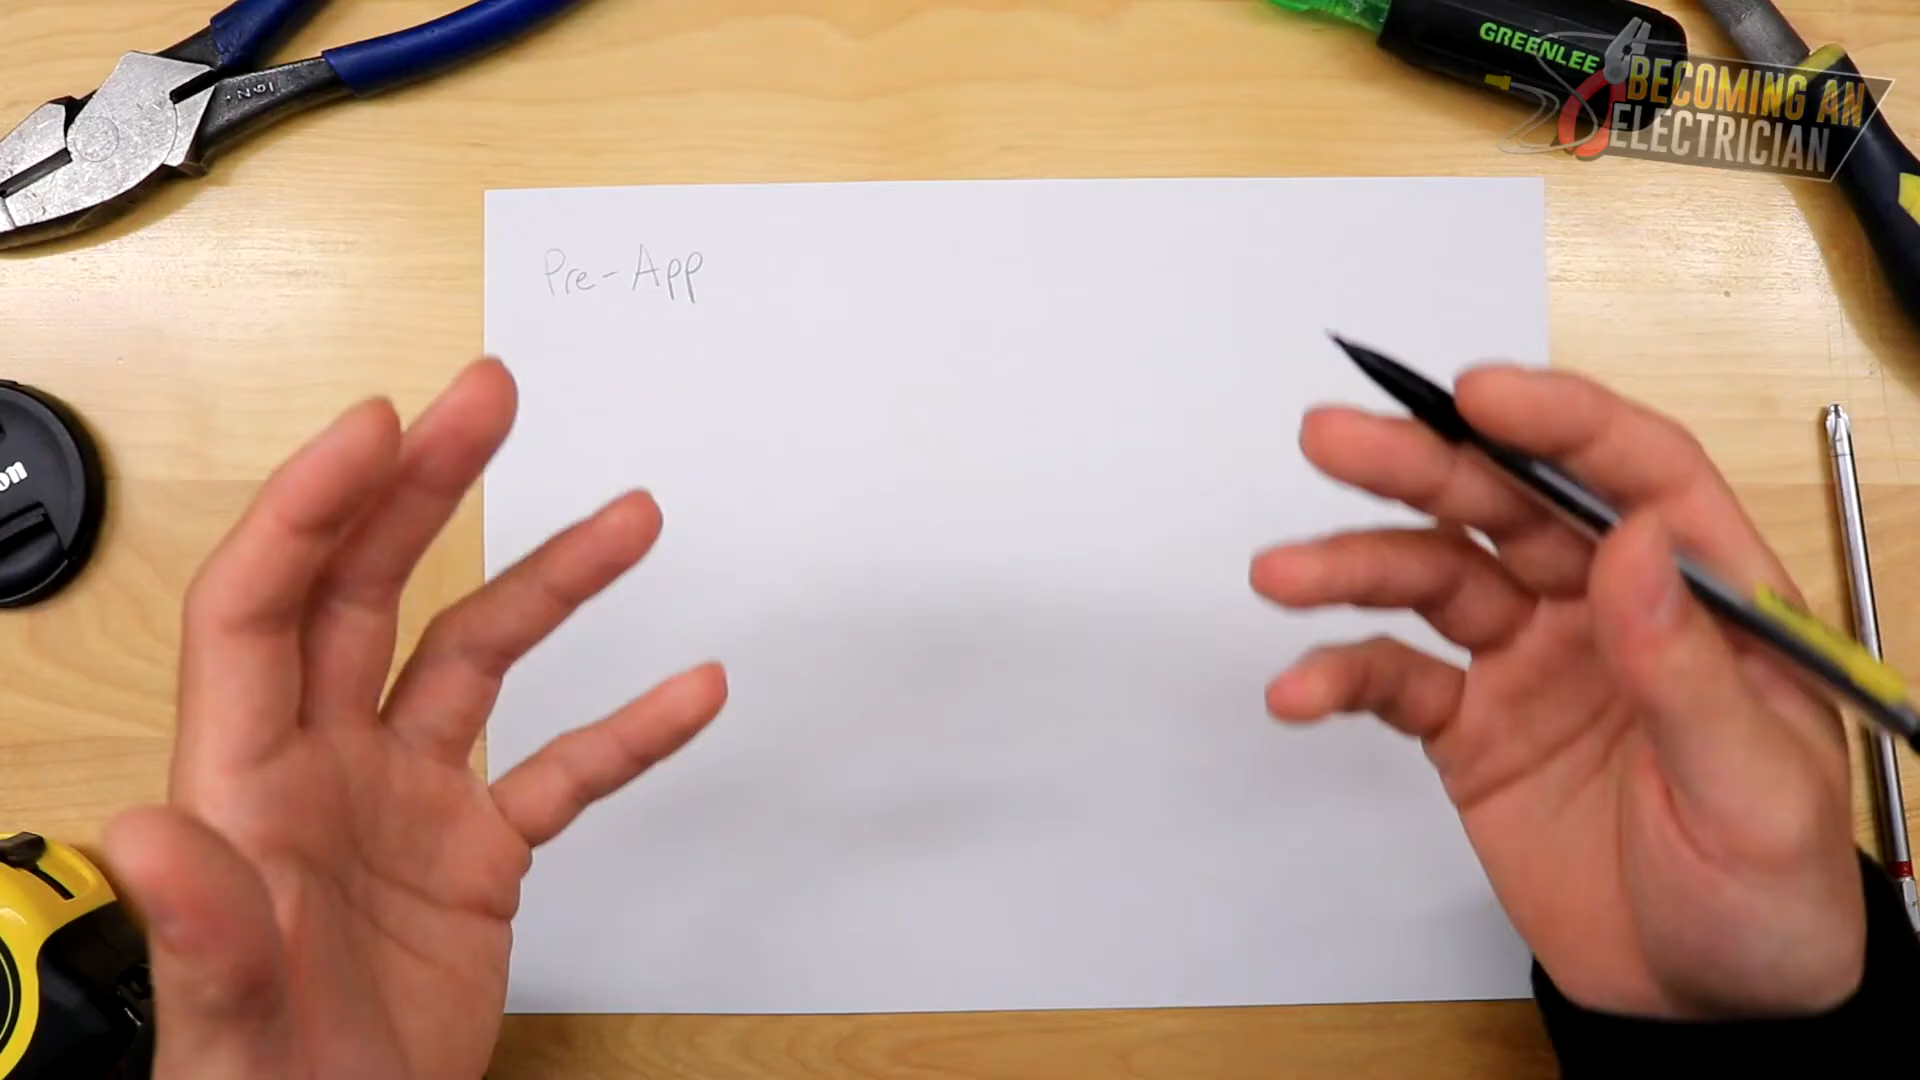 GREENLEE
BECOMING AN
ELECTRICIAN
Pre-App
on